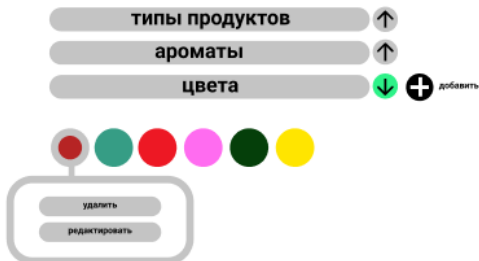 типы продуктов
ароматы
цвета
добавить
удалить
редактировать